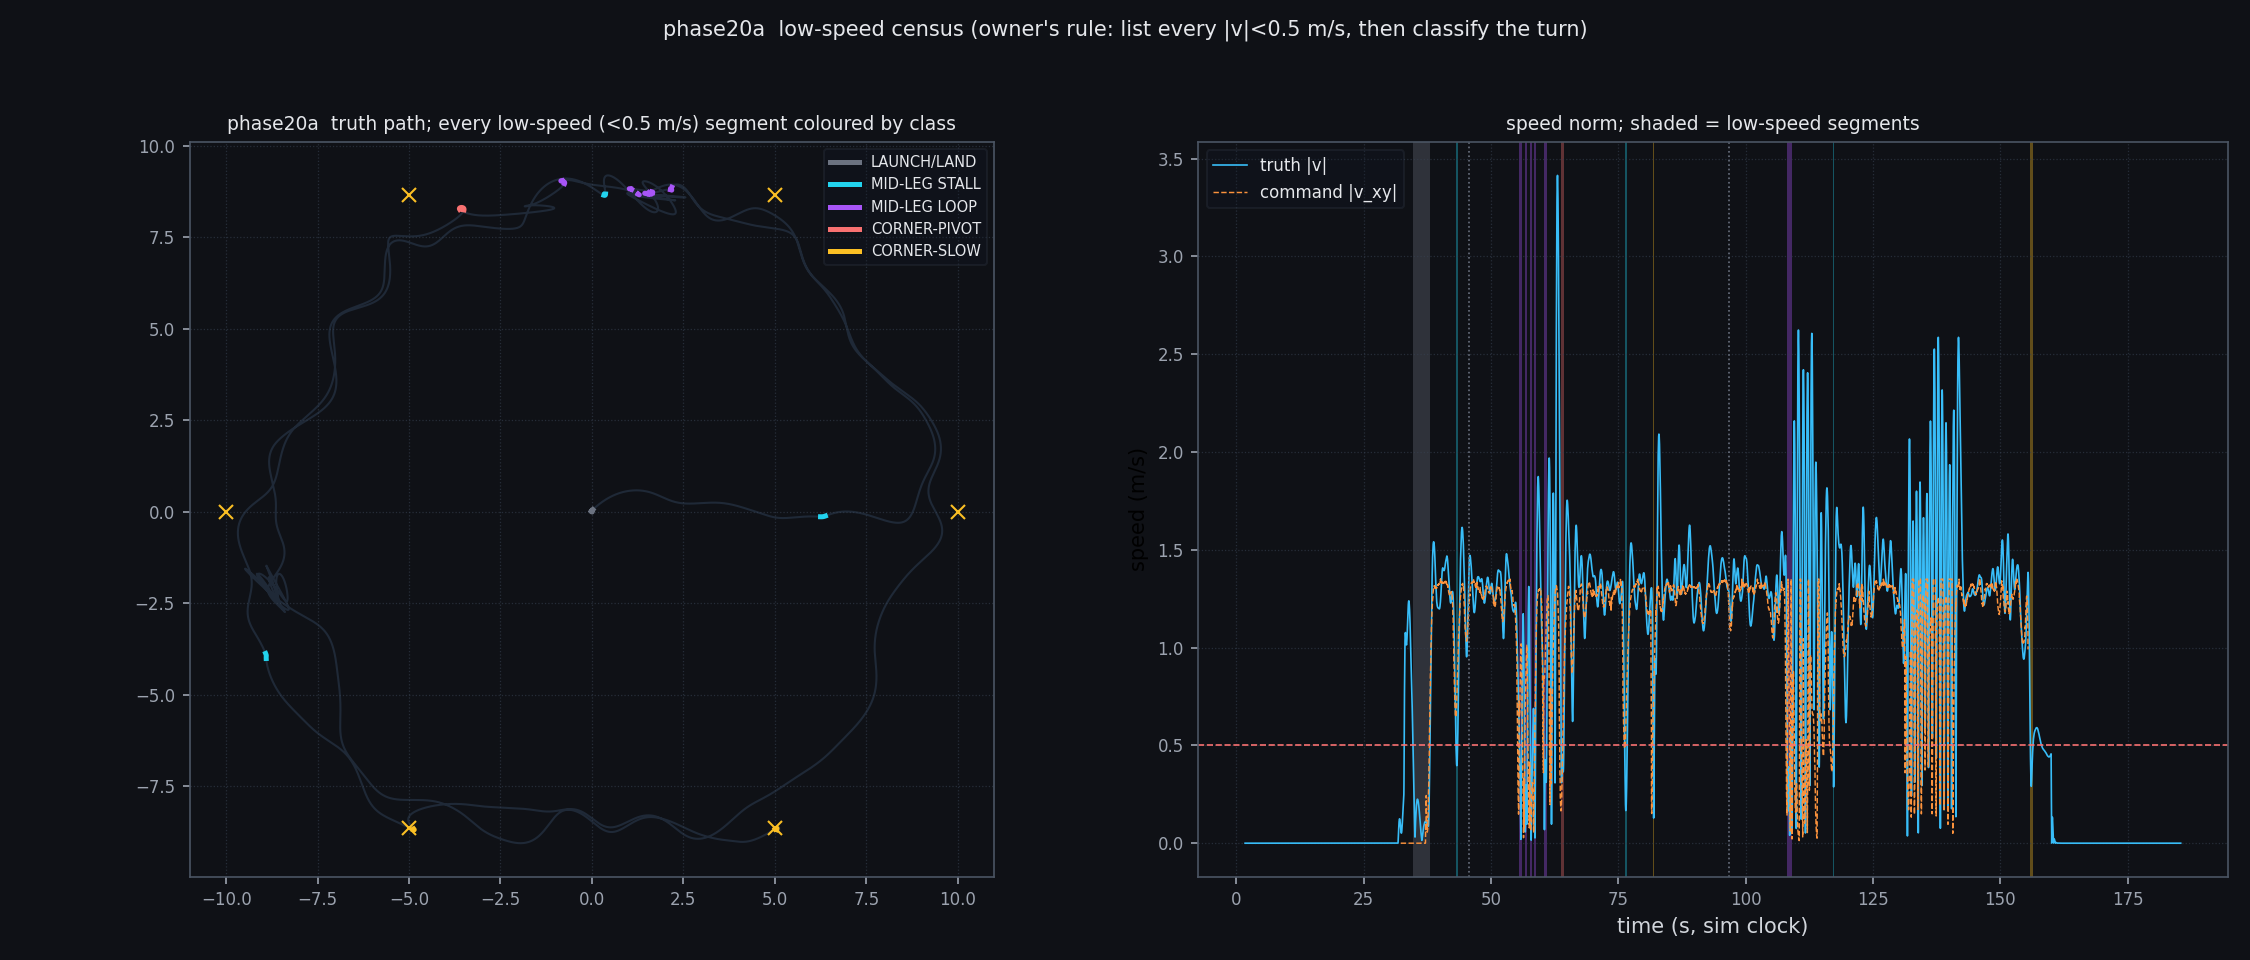 phase20a  low-speed census (owner's rule: list every |v|<0.5 m/s, then classify the turn)
phase20a  truth path; every low-speed (<0.5 m/s) segment coloured by class
10.0
7.5
5.0
2.5
0.0
−2.5
−5.0
−7.5
−10.0
−7.5
−5.0
−2.5
0.0
2.5
5.0
7.5
10.0
LAUNCH/LAND
MID-LEG STALL
MID-LEG LOOP
CORNER-PIVOT
CORNER-SLOW
speed norm; shaded = low-speed segments
truth |v|
command |v_xy|
speed (m/s)
3.5
3.0
2.5
2.0
1.5
1.0
0.5
0.0
0
25
50
75
100
125
150
175
time (s, sim clock)